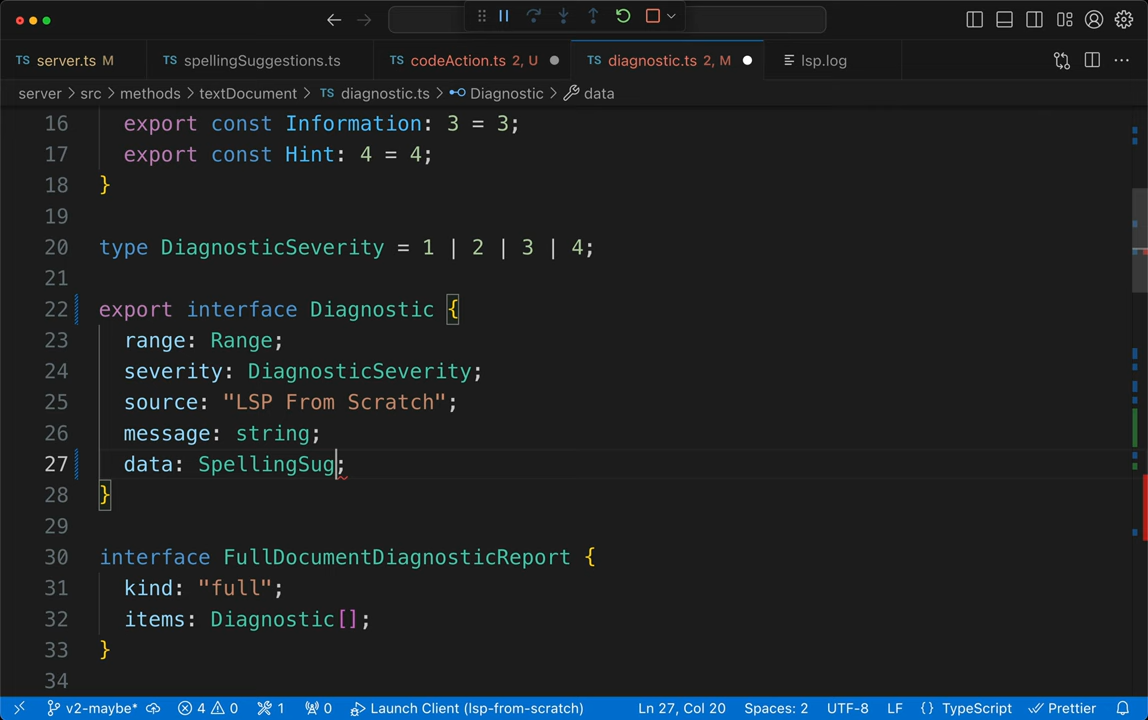 TS server.ts M TS spellingSuggestions.ts TS codeAction.ts 2, U TS diagnostic.ts 2, M lsp.log
server > src > methods > textDocument > TS diagnostic.ts > Diagnostic > data
16 export const Information: 3 = 3;
17 export const Hint: 4 = 4;
18 }
19
20 type DiagnosticSeverity = 1 | 2 | 3 | 4;
21
22 export interface Diagnostic {
23 range: Range;
24 severity: DiagnosticSeverity;
25 source: "LSP From Scratch";
26 message: string;
27 data: SpellingSug;
28 }
29
30 interface FullDocumentDiagnosticReport {
31 kind: "full";
32 items: Diagnostic[];
33 }
34
v2-maybe* 4 0 1 0 Launch Client (lsp-from-scratch) Ln 27, Col 20 Spaces: 2 UTF-8 LF {} TypeScript Prettier